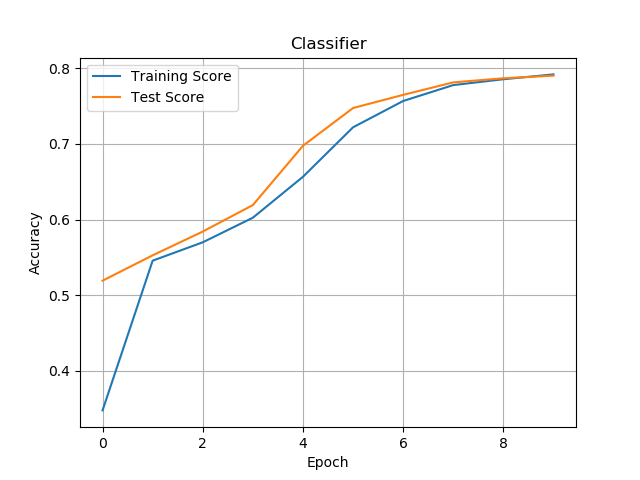 Classifier
Training Score
Test Score
0.8
0.7
0.6
0.5
0.4
Accuracy
0 2 4 6 8
Epoch